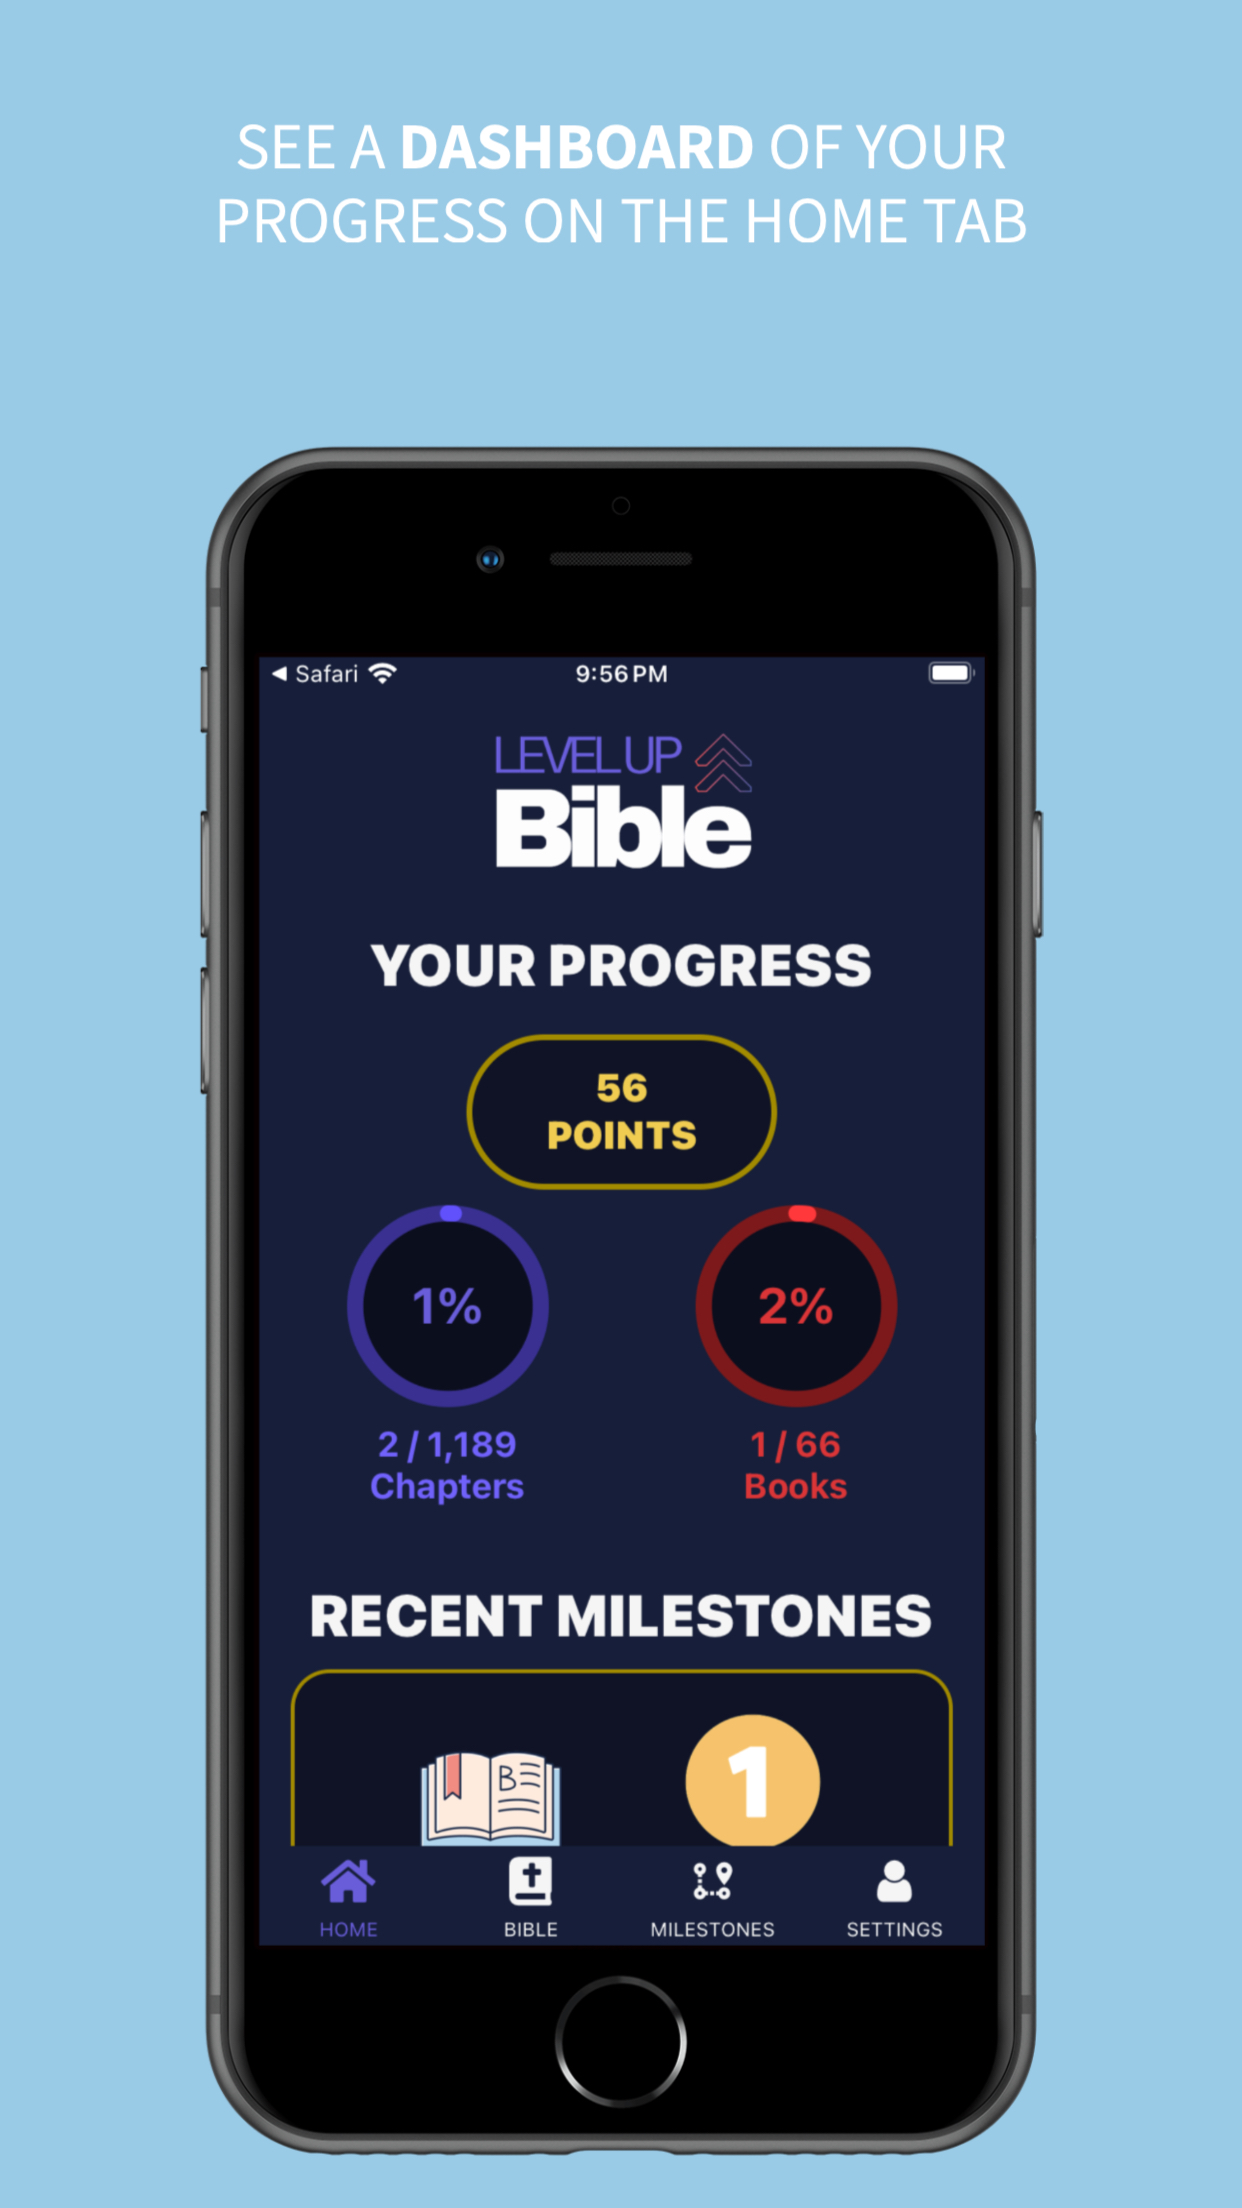 SEE A DASHBOARD OF YOUR
PROGRESS ON THE HOME TAB
Safari
9:56 PM
LEVEL UP
Bible
YOUR PROGRESS
56
POINTS
1%
2%
2 / 1,189
Chapters
1 / 66
Books
RECENT MILESTONES
B
1
HOME
BIBLE
MILESTONES
SETTINGS